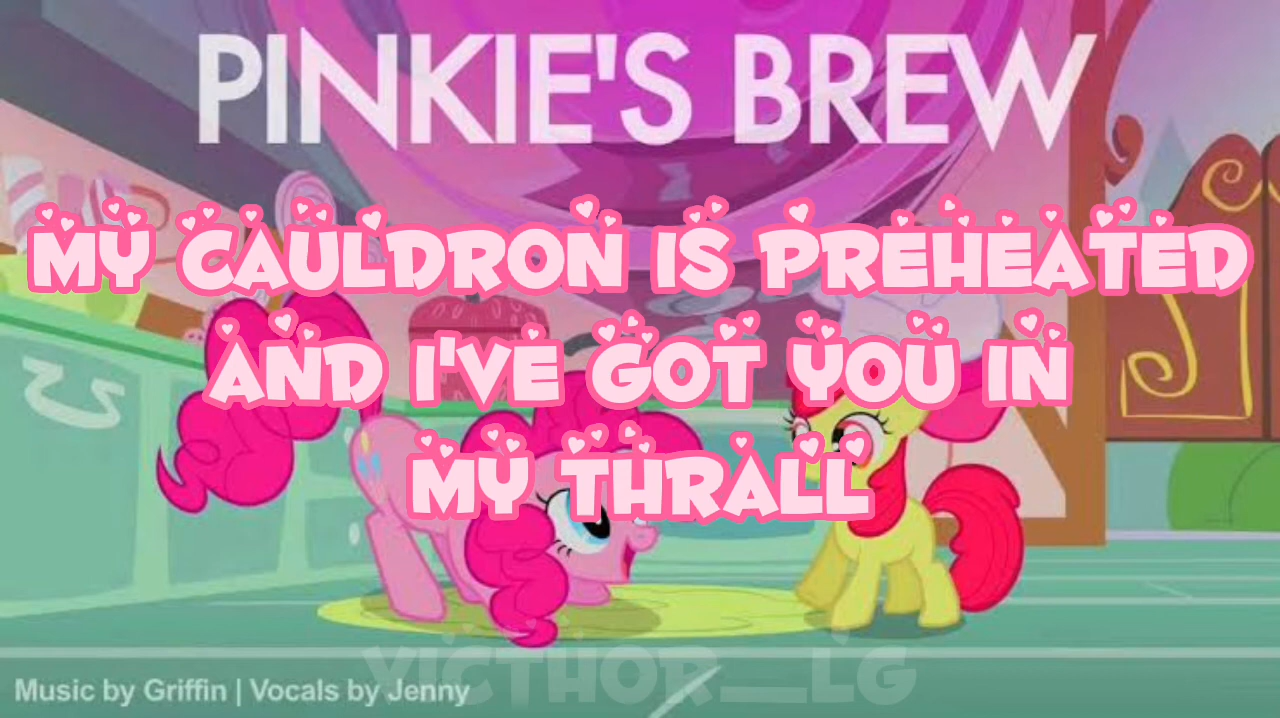 PINKIE'S BREW
MY CAULDRON IS PREHEATED
AND I'VE GOT YOU IN
MY THRALL
VICTHOR_LG
Music by Griffin | Vocals by Jenny